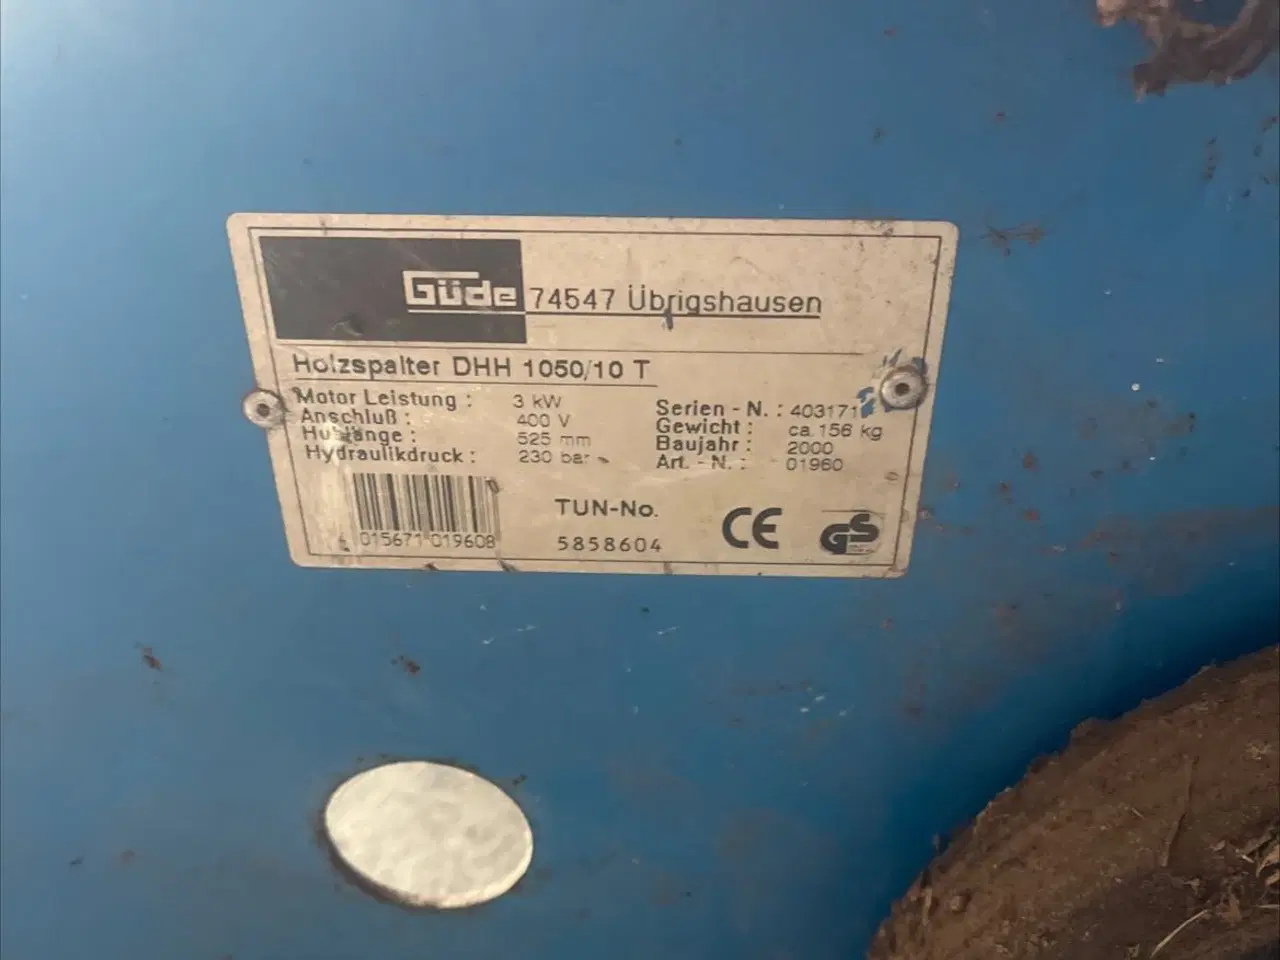 Güde 74547 Übrigshausen
Holzspalter DHH 1050/10 T
Motor Leistung : 3 kW
Anschluß : 400 V
Hublänge : 525 mm
Hydraulikdruck : 230 bar
Serien - N. : 403171
Gewicht : ca. 156 kg
Baujahr : 2000
Art. - N. : 01960
TUN-No.
5858604
CE
GS
015671 019608